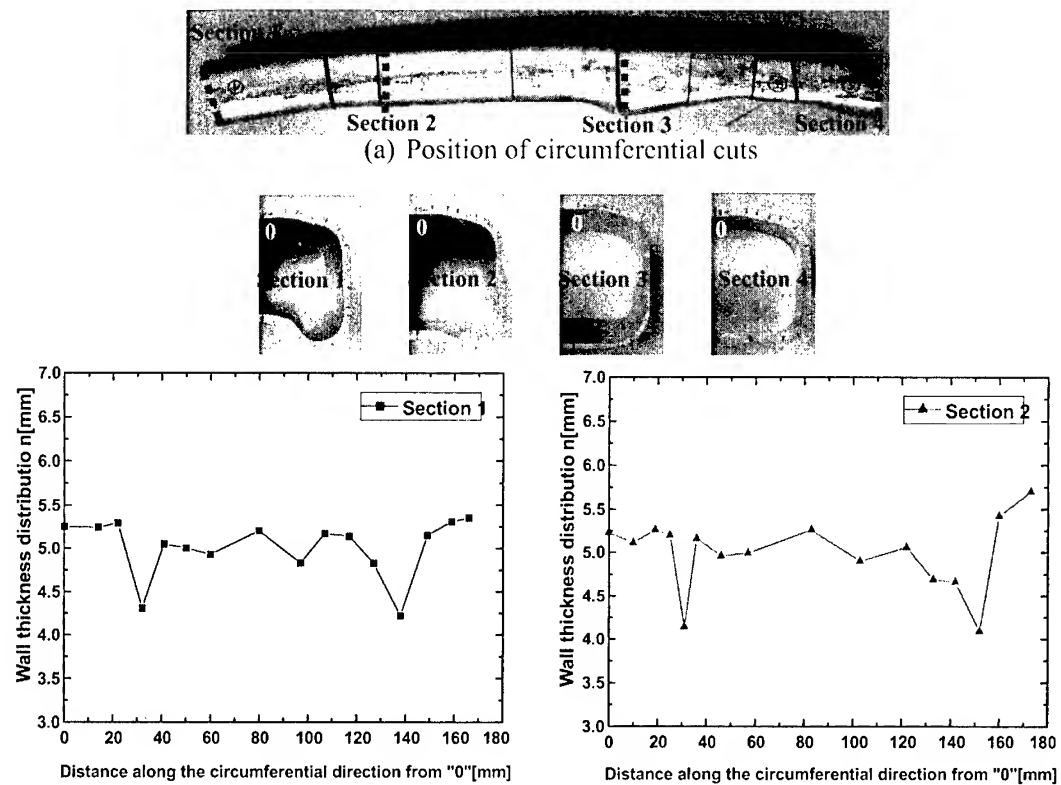 Section 1
Section 2
Section 3
Section 4
(a) Position of circumferential cuts
0
0
0
0
Section 1
ection 2
Section 3
Section 4
Wall thickness distributio n[mm]
7.0
6.5
6.0
5.5
5.0
4.5
4.0
3.5
3.0
Section 1
0 20 40 60 80 100 120 140 160 180
Distance along the circumferential direction from "0"[mm]
Wall thickness distributio n[mm]
7.0
6.5
6.0
5.5
5.0
4.5
4.0
3.5
3.0
Section 2
0 20 40 60 80 100 120 140 160 180
Distance along the circumferential direction from "0"[mm]